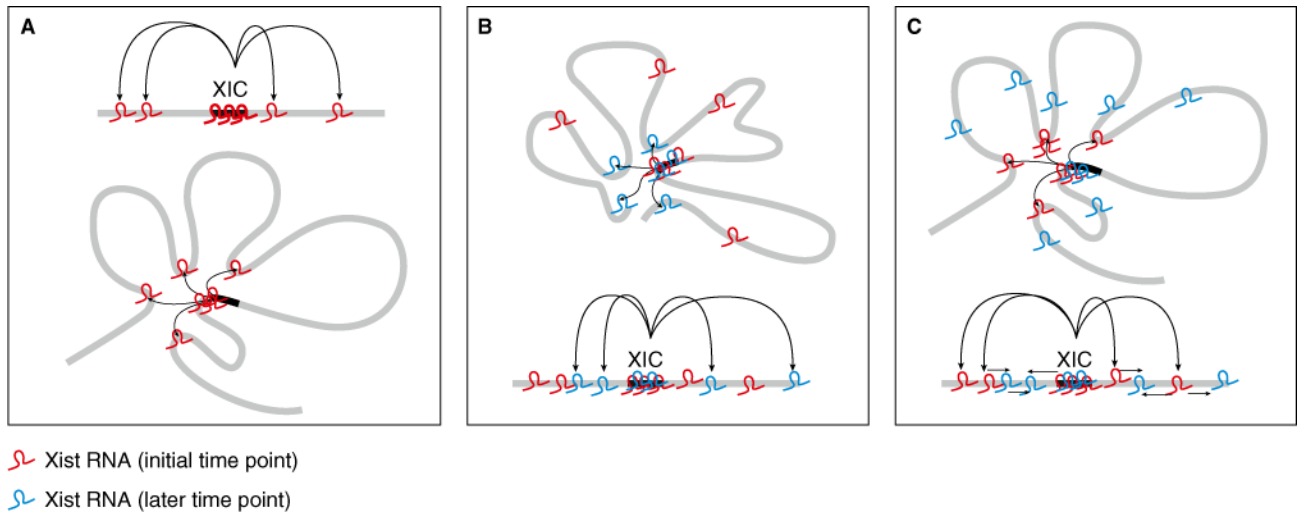 A
XIC
B
XIC
C
XIC
Xist RNA (initial time point)
Xist RNA (later time point)